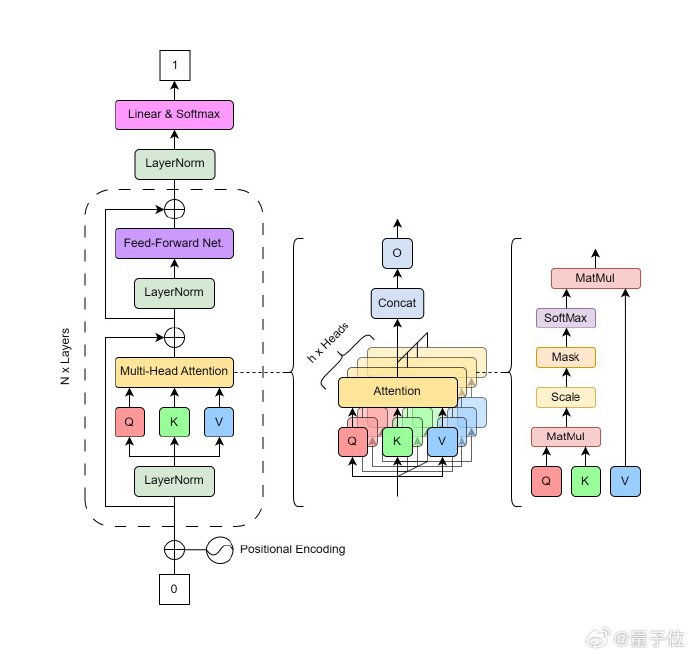 1
Linear & Softmax
LayerNorm
Feed-Forward Net.
LayerNorm
N x Layers
Multi-Head Attention
Q K V
LayerNorm
Positional Encoding
0
O
Concat
h x Heads
Attention
Q K V
MatMul
SoftMax
Mask
Scale
MatMul
Q K V
@量子位